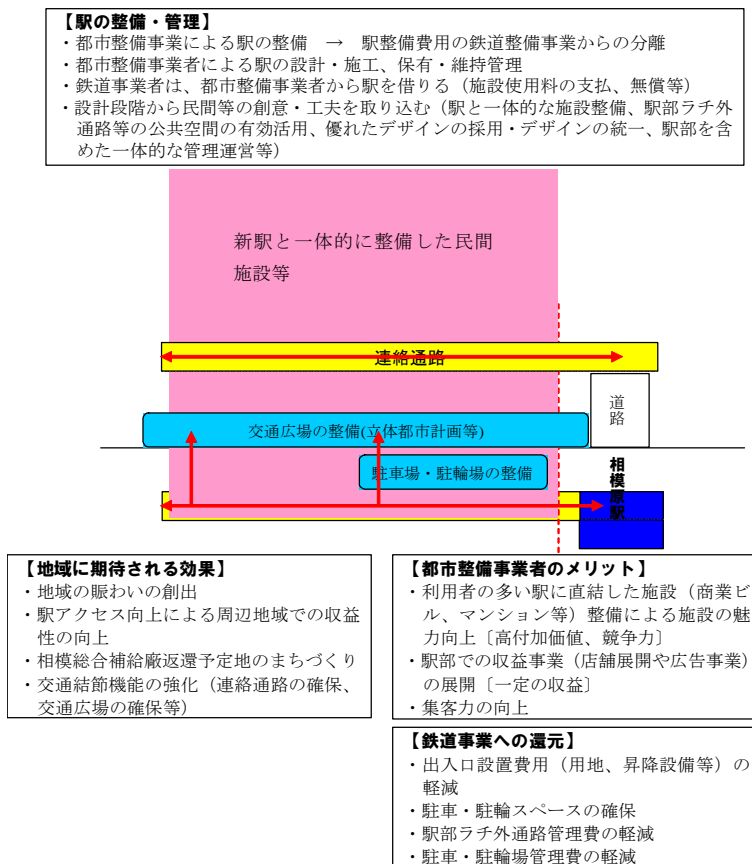 【駅の整備・管理】
・都市整備事業による駅の整備　→　駅整備費用の鉄道整備事業からの分離
・都市整備事業者による駅の設計・施工、保有・維持管理
・鉄道事業者は、都市整備事業者から駅を借りる（施設使用料の支払、無償等）
・設計段階から民間等の創意・工夫を取り込む（駅と一体的な施設整備、駅部ラチ外
通路等の公共空間の有効活用、優れたデザインの採用・デザインの統一、駅部を含
めた一体的な管理運営等）
新駅と一体的に整備した民間
施設等
連絡通路
道路
交通広場の整備(立体都市計画等)
駐車場・駐輪場の整備
相模原駅
【地域に期待される効果】
・地域の賑わいの創出
・駅アクセス向上による周辺地域での収益
性の向上
・相模総合補給廠返還予定地のまちづくり
・交通結節機能の強化（連絡通路の確保、
交通広場の確保等）
【都市整備事業者のメリット】
・利用者の多い駅に直結した施設（商業ビ
ル、マンション等）整備による施設の魅
力向上〔高付加価値、競争力〕
・駅部での収益事業（店舗展開や広告事業）
の展開〔一定の収益〕
・集客力の向上
【鉄道事業への還元】
・出入口設置費用（用地、昇降設備等）の
軽減
・駐車・駐輪スペースの確保
・駅部ラチ外通路管理費の軽減
・駐車・駐輪場管理費の軽減